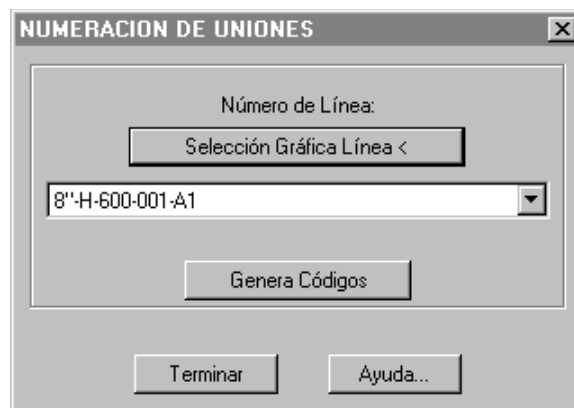 NUMERACION DE UNIONES
Número de Línea:
Selección Gráfica Línea <
8"-H-600-001-A1
Genera Códigos
Terminar Ayuda...